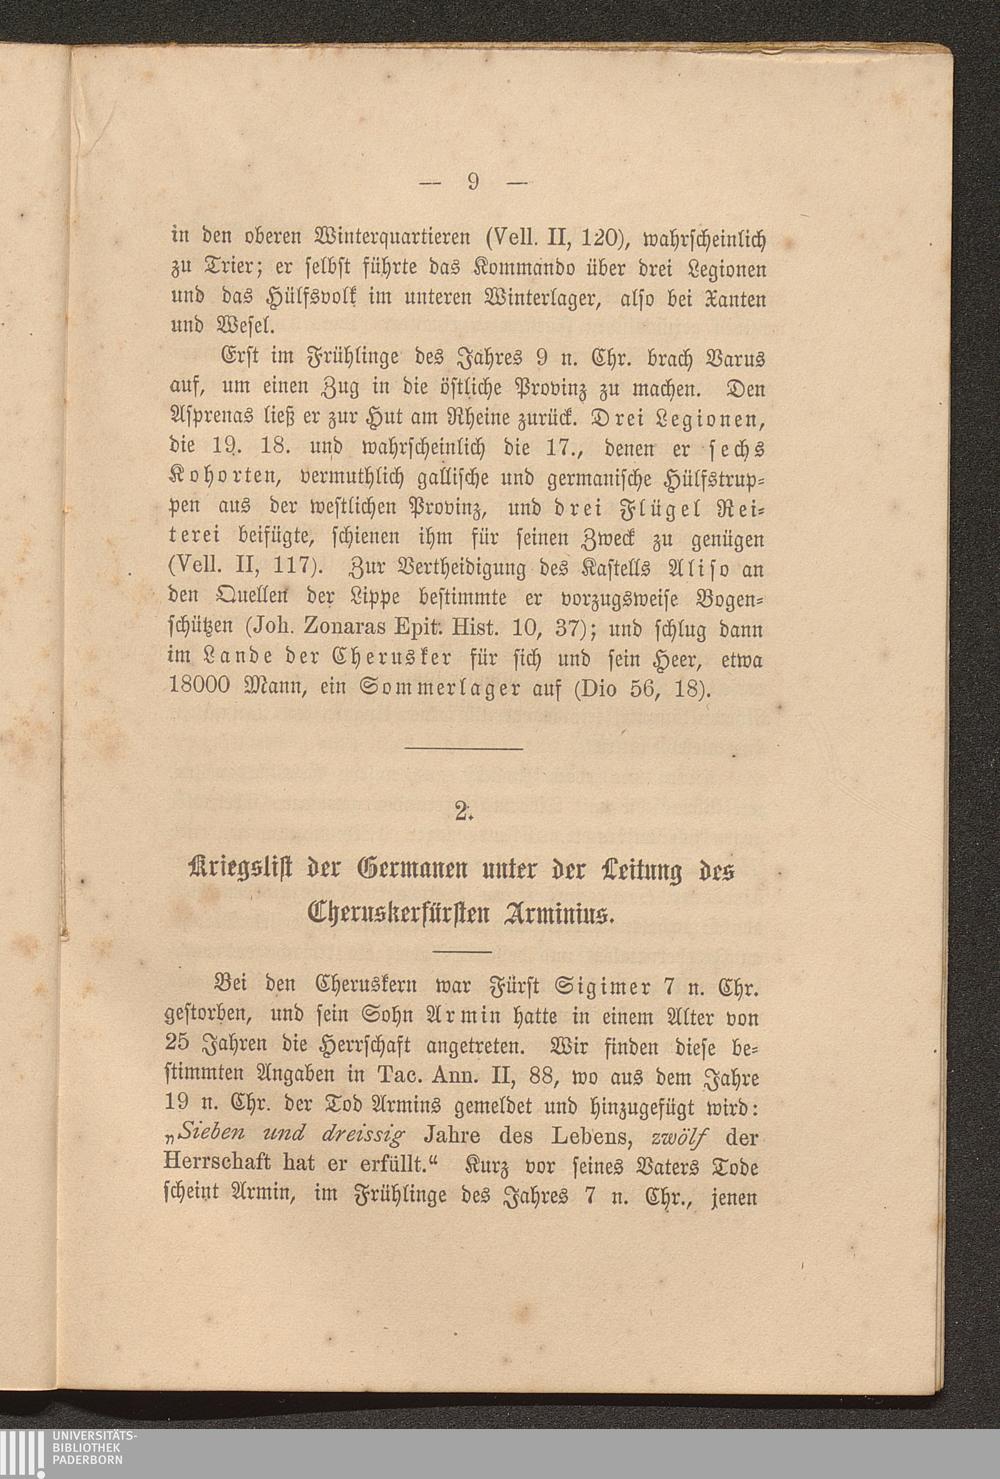 — 9 —
in den oberen Winterquartieren (Vell. II, 120), wahrscheinlich
zu Trier; er selbst führte das Kommando über drei Legionen
und das Hülfsvolk im unteren Winterlager, also bei Xanten
und Wesel.
Erst im Frühlinge des Jahres 9 n. Chr. brach Varus
auf, um einen Zug in die östliche Provinz zu machen. Den
Asprenas ließ er zur Hut am Rheine zurück. Drei Legionen,
die 19. 18. und wahrscheinlich die 17., denen er sechs
Kohorten, vermuthlich gallische und germanische Hülfstrup-
pen aus der westlichen Provinz, und drei Flügel Rei-
terei beifügte, schienen ihm für seinen Zweck zu genügen
(Vell. II, 117). Zur Vertheidigung des Kastells Aliso an
den Quellen der Lippe bestimmte er vorzugsweise Bogen-
schützen (Joh. Zonaras Epit. Hist. 10, 37); und schlug dann
im Lande der Cherusker für sich und sein Heer, etwa
18000 Mann, ein Sommerlager auf (Dio 56, 18).
2.
Kriegslist der Germanen unter der Leitung des
Cheruskerfürsten Arminius.
Bei den Cheruskern war Fürst Sigimer 7 n. Chr.
gestorben, und sein Sohn Armin hatte in einem Alter von
25 Jahren die Herrschaft angetreten. Wir finden diese be-
stimmten Angaben in Tac. Ann. II, 88, wo aus dem Jahre
19 n. Chr. der Tod Armins gemeldet und hinzugefügt wird:
„Sieben und dreissig Jahre des Lebens, zwölf der
Herrschaft hat er erfüllt.“ Kurz vor seines Vaters Tode
scheint Armin, im Frühlinge des Jahres 7 n. Chr., jenen
UNIVERSITÄTS-
BIBLIOTHEK
PADERBORN